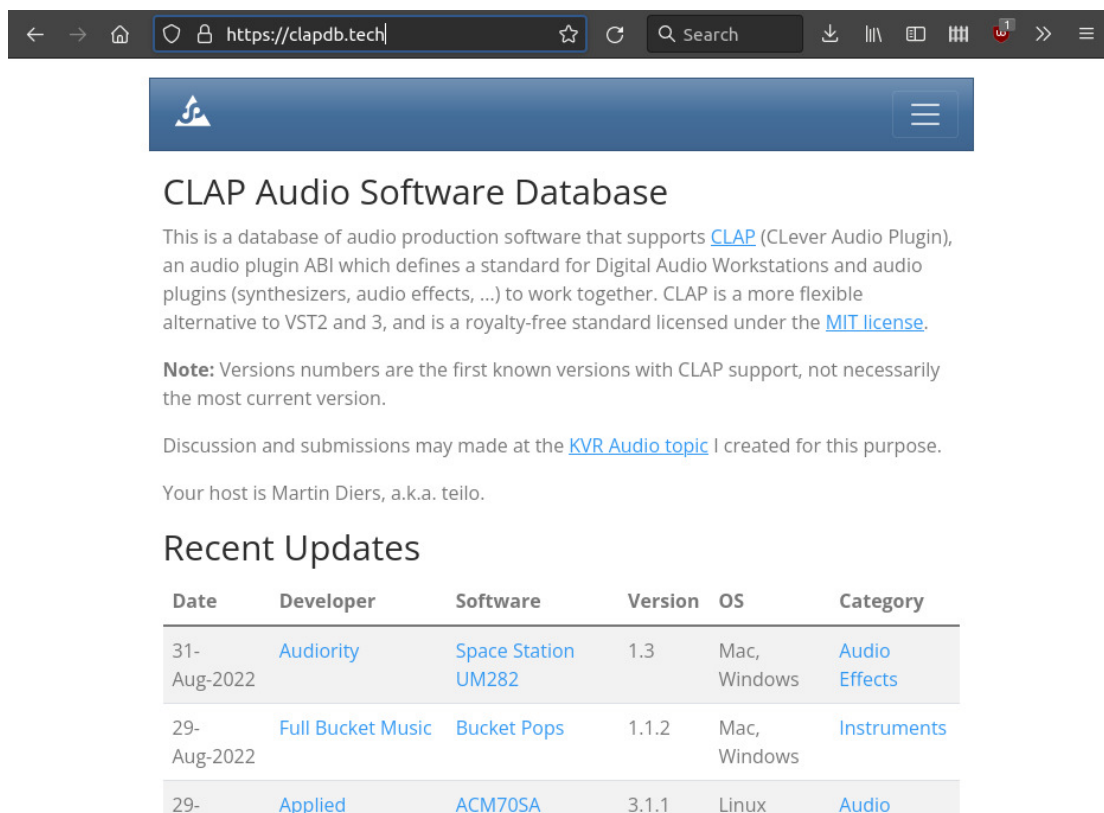 https://clapdb.tech
Search
1
CLAP Audio Software Database
This is a database of audio production software that supports CLAP (CLever Audio Plugin),
an audio plugin ABI which defines a standard for Digital Audio Workstations and audio
plugins (synthesizers, audio effects, ...) to work together. CLAP is a more flexible
alternative to VST2 and 3, and is a royalty-free standard licensed under the MIT license.
Note: Versions numbers are the first known versions with CLAP support, not necessarily
the most current version.
Discussion and submissions may made at the KVR Audio topic I created for this purpose.
Your host is Martin Diers, a.k.a. teilo.
Recent Updates
Date Developer Software Version OS Category
31- Audiority Space Station 1.3 Mac, Audio
Aug-2022 UM282 Windows Effects
29- Full Bucket Music Bucket Pops 1.1.2 Mac, Instruments
Aug-2022 Windows
29- Applied ACM70SA 3.1.1 Linux Audio